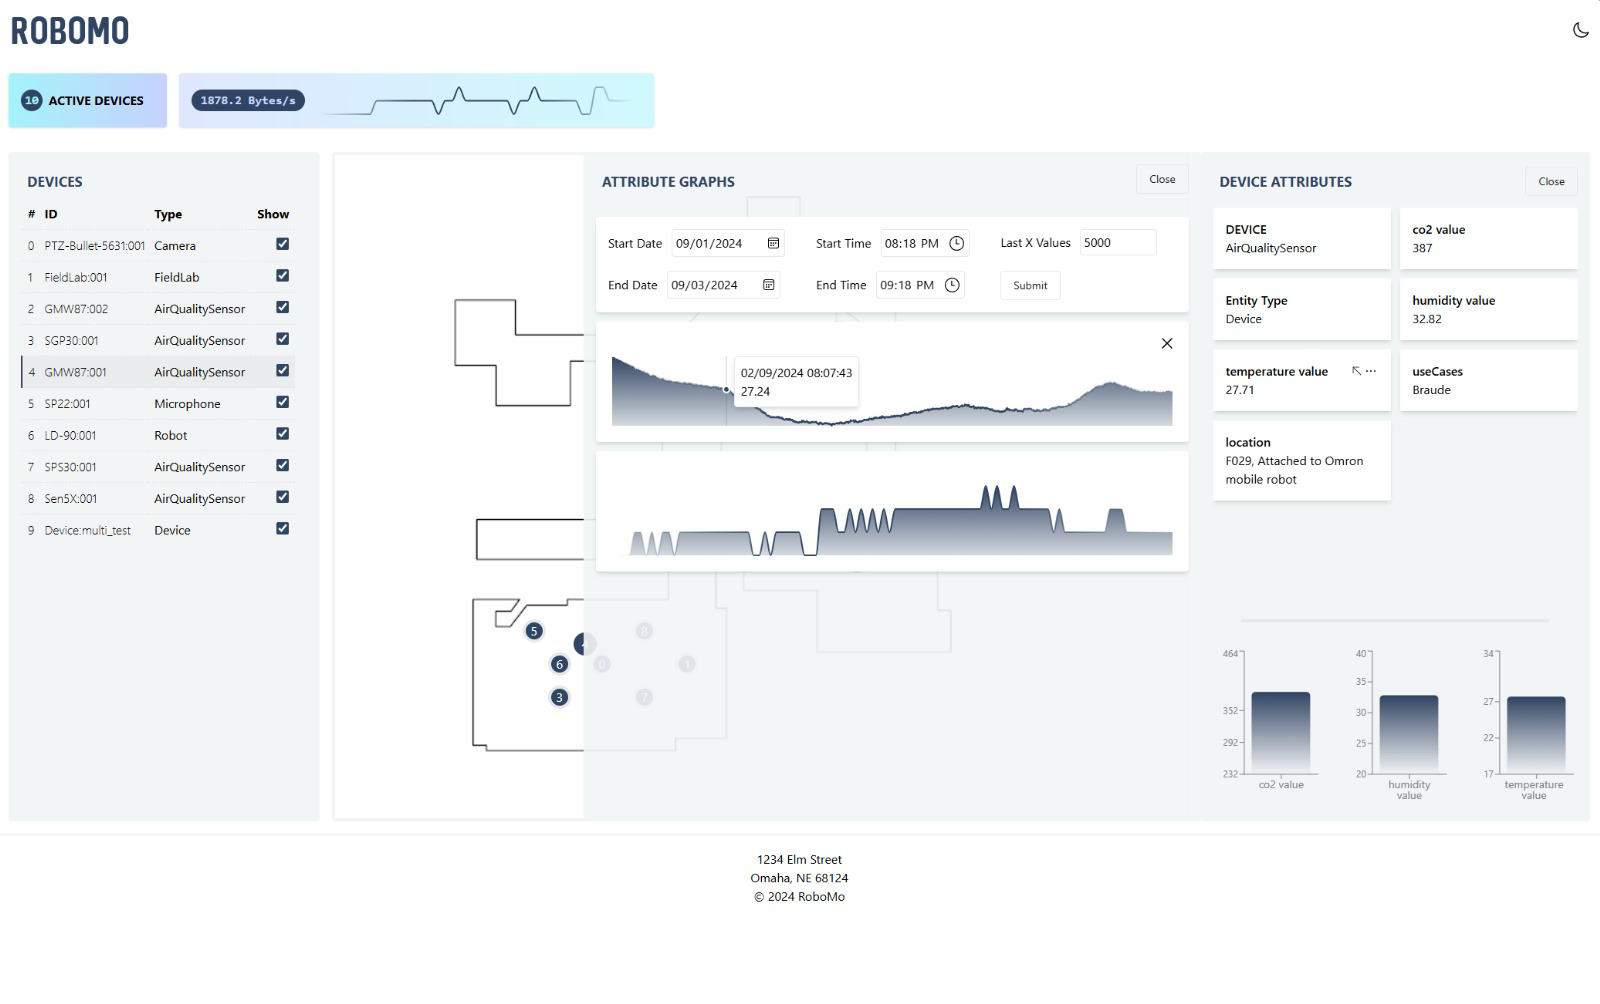 ROBOMO
10 ACTIVE DEVICES
1878.2 Bytes/s
DEVICES
# ID Type Show
0 PTZ-Bullet-5631:001 Camera
1 FieldLab:001 FieldLab
2 GMW87:002 AirQualitySensor
3 SGP30:001 AirQualitySensor
4 GMW87:001 AirQualitySensor
5 SP22:001 Microphone
6 LD-90:001 Robot
7 SPS30:001 AirQualitySensor
8 Sen5X:001 AirQualitySensor
9 Device:multi_test Device
5
8
6
0
1
3
7
ATTRIBUTE GRAPHS
Close
Start Date 09/01/2024 Start Time 08:18 PM Last X Values 5000
End Date 09/03/2024 End Time 09:18 PM Submit
02/09/2024 08:07:43
27.24
DEVICE ATTRIBUTES
Close
DEVICE
AirQualitySensor
co2 value
387
Entity Type
Device
humidity value
32.82
temperature value
27.71
useCases
Braude
location
F029, Attached to Omron
mobile robot
464
352
292
232
co2 value
40
35
30
25
20
humidity
value
34
27
22
17
temperature
value
1234 Elm Street
Omaha, NE 68124
© 2024 RoboMo